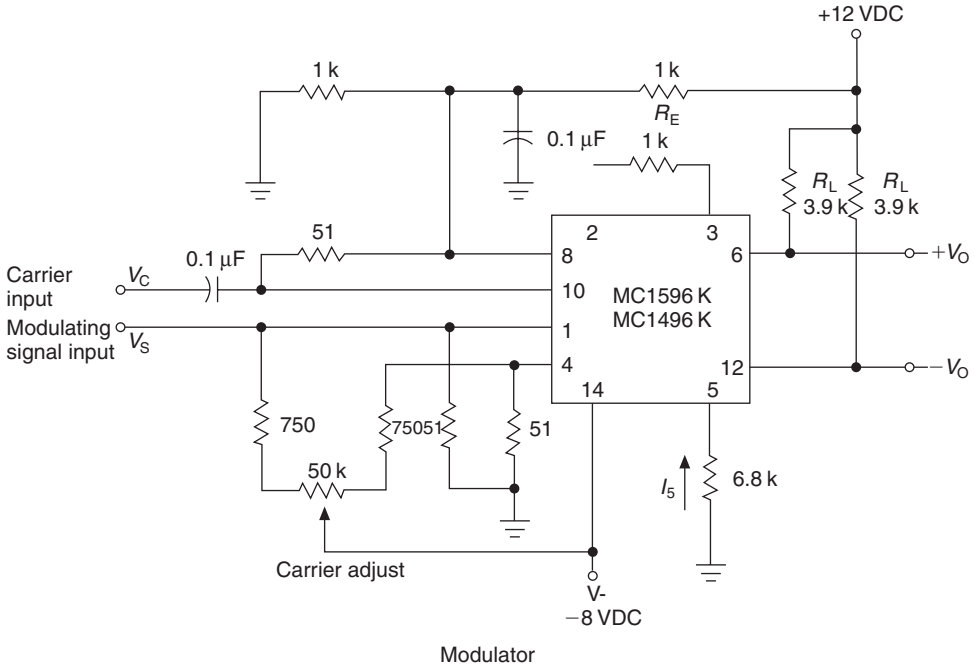 +12 VDC
1 k
1 k
R_E
0.1 µF
1 k
R_L
3.9 k
R_L
3.9 k
51
2
3
8
6
+V_O
Carrier
input
V_C
0.1 µF
10
MC1596 K
MC1496 K
Modulating
signal input
V_S
1
4
12
−V_O
14
5
750
750
51
51
50 k
I_5
6.8 k
Carrier adjust
V-
−8 VDC
Modulator